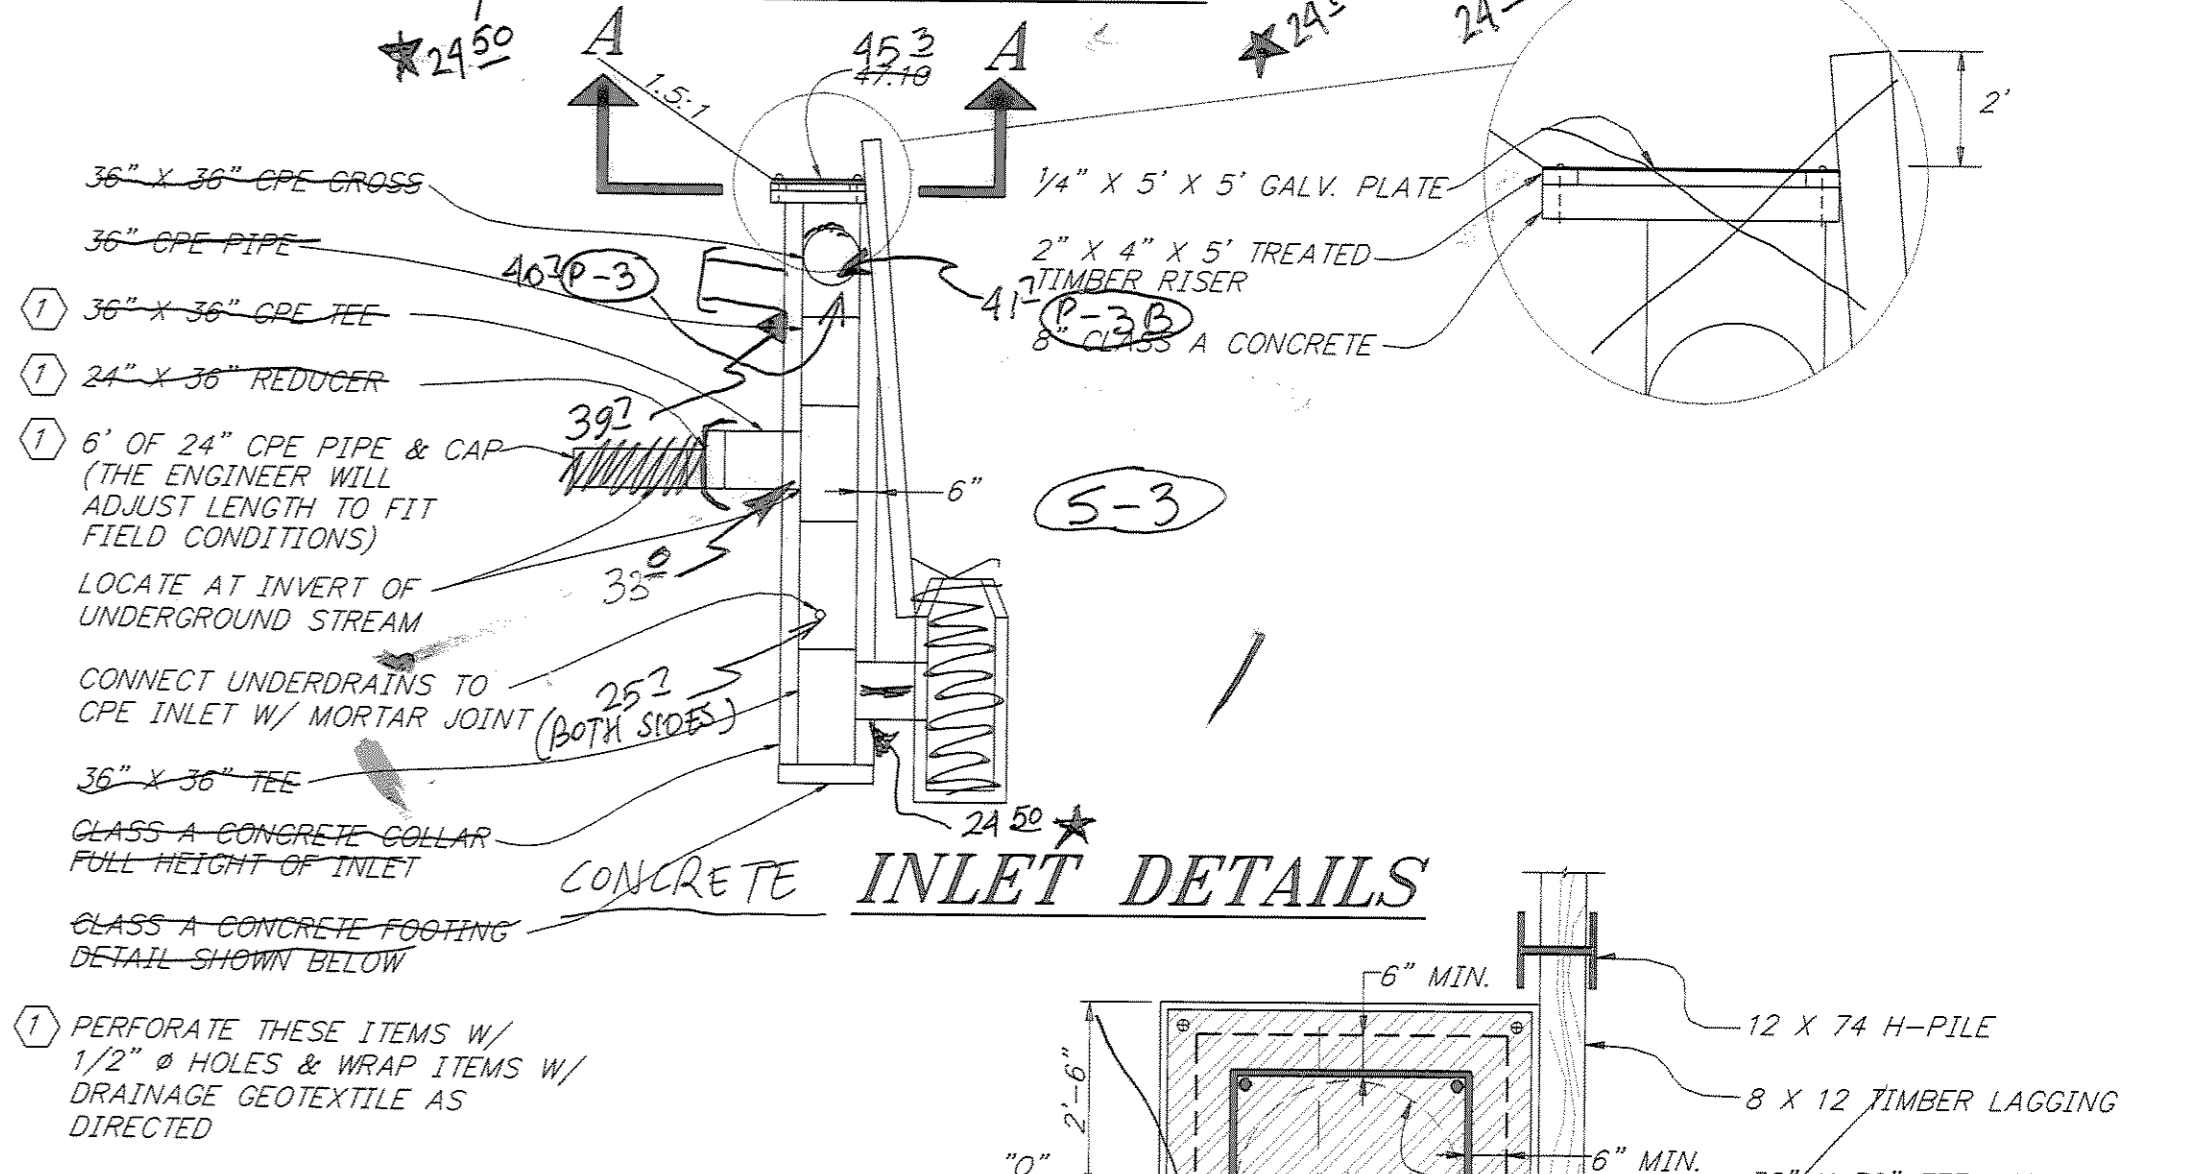 24 50
A
45.3
47.10
A
24
24
1.5:1
2'
36" X 36" CPE CROSS
1/4" X 5' X 5' GALV. PLATE
36" CPE PIPE
2" X 4" X 5' TREATED
TIMBER RISER
40.7 P-3
41.7 P-3B
1 36" X 36" CPE TEE
8" CLASS A CONCRETE
1 24" X 36" REDUCER
39.7
1 6' OF 24" CPE PIPE & CAP
(THE ENGINEER WILL
ADJUST LENGTH TO FIT
FIELD CONDITIONS)
6"
S-3
33.0
LOCATE AT INVERT OF
UNDERGROUND STREAM
CONNECT UNDERDRAINS TO
CPE INLET W/ MORTAR JOINT
25.7
(BOTH SIDES)
36" X 36" TEE
24 50
CLASS A CONCRETE COLLAR
FULL HEIGHT OF INLET
CONCRETE INLET DETAILS
CLASS A CONCRETE FOOTING
DETAIL SHOWN BELOW
1 PERFORATE THESE ITEMS W/
1/2" Ø HOLES & WRAP ITEMS W/
DRAINAGE GEOTEXTILE AS
DIRECTED
6" MIN.
12 X 74 H-PILE
2'-6"
8 X 12 TIMBER LAGGING
6" MIN.